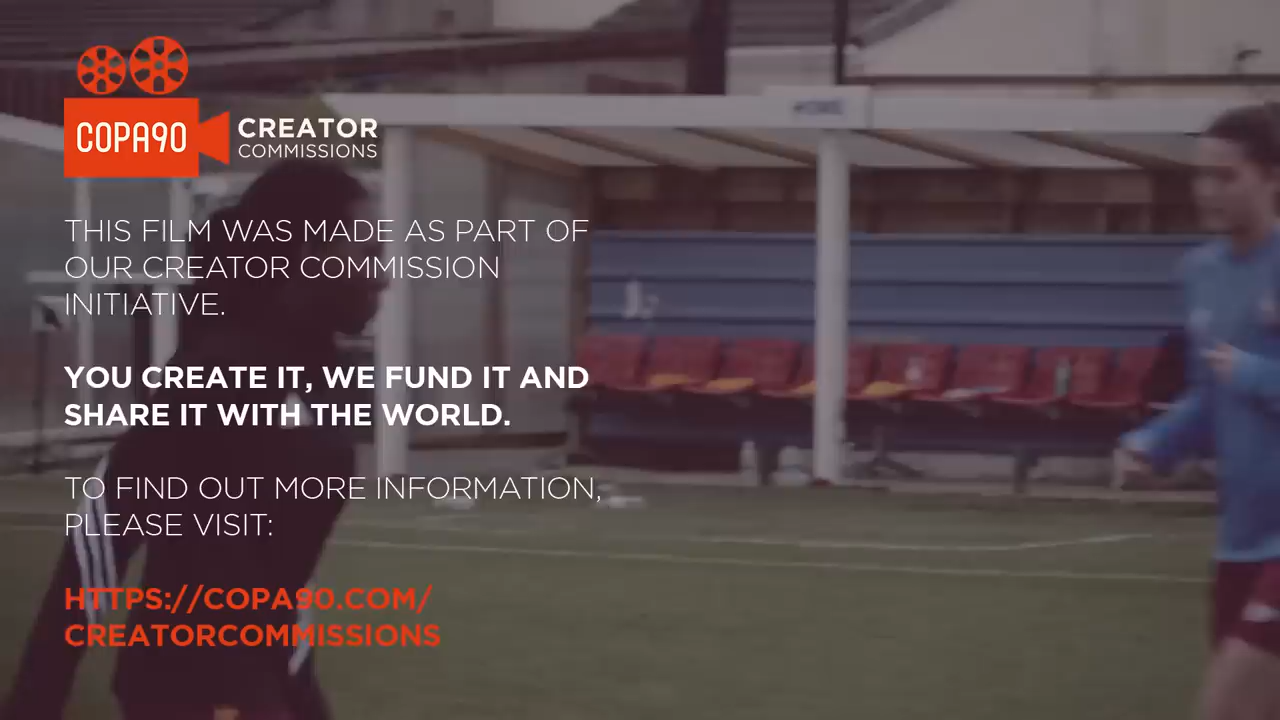 COPA90
CREATOR
COMMISSIONS
HOME
THIS FILM WAS MADE AS PART OF
OUR CREATOR COMMISSION
INITIATIVE.
YOU CREATE IT, WE FUND IT AND
SHARE IT WITH THE WORLD.
TO FIND OUT MORE INFORMATION,
PLEASE VISIT:
HTTPS://COPA90.COM/
CREATORCOMMISSIONS